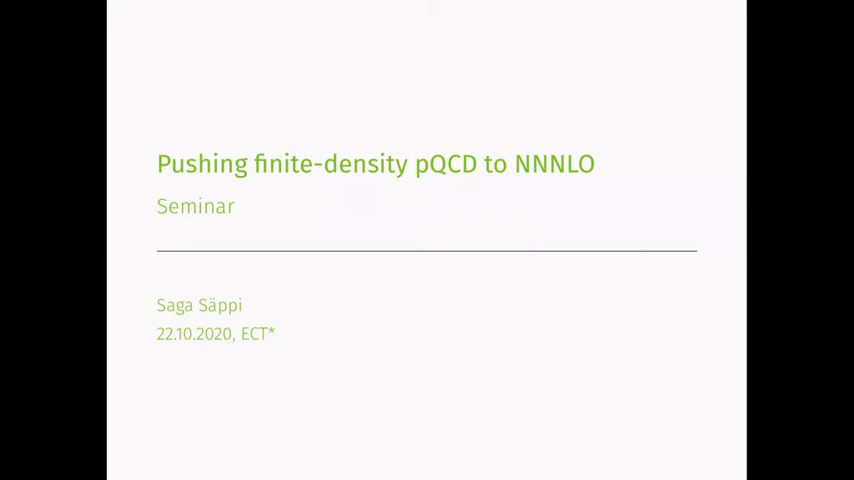 Pushing finite-density pQCD to NNNLO
Seminar
Saga Säppi
22.10.2020, ECT*